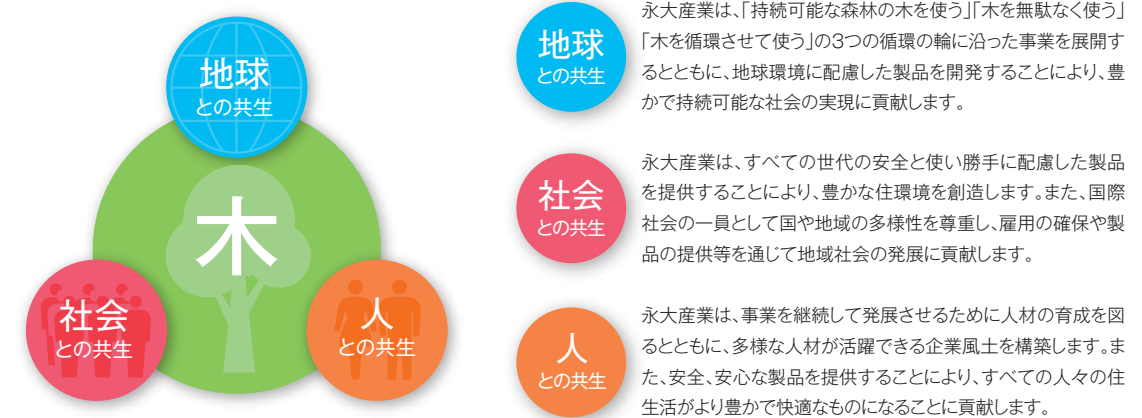 地球
との共生
木
社会
との共生
人
との共生
地球
との共生
永大産業は、「持続可能な森林の木を使う」「木を無駄なく使う」
「木を循環させて使う」の3つの循環の輪に沿った事業を展開す
るとともに、地球環境に配慮した製品を開発することにより、豊
かで持続可能な社会の実現に貢献します。
社会
との共生
永大産業は、すべての世代の安全と使い勝手に配慮した製品
を提供することにより、豊かな住環境を創造します。また、国際
社会の一員として国や地域の多様性を尊重し、雇用の確保や製
品の提供等を通じて地域社会の発展に貢献します。
人
との共生
永大産業は、事業を継続して発展させるために人材の育成を図
るとともに、多様な人材が活躍できる企業風土を構築します。ま
た、安全、安心な製品を提供することにより、すべての人々の住
生活がより豊かで快適なものになることに貢献します。